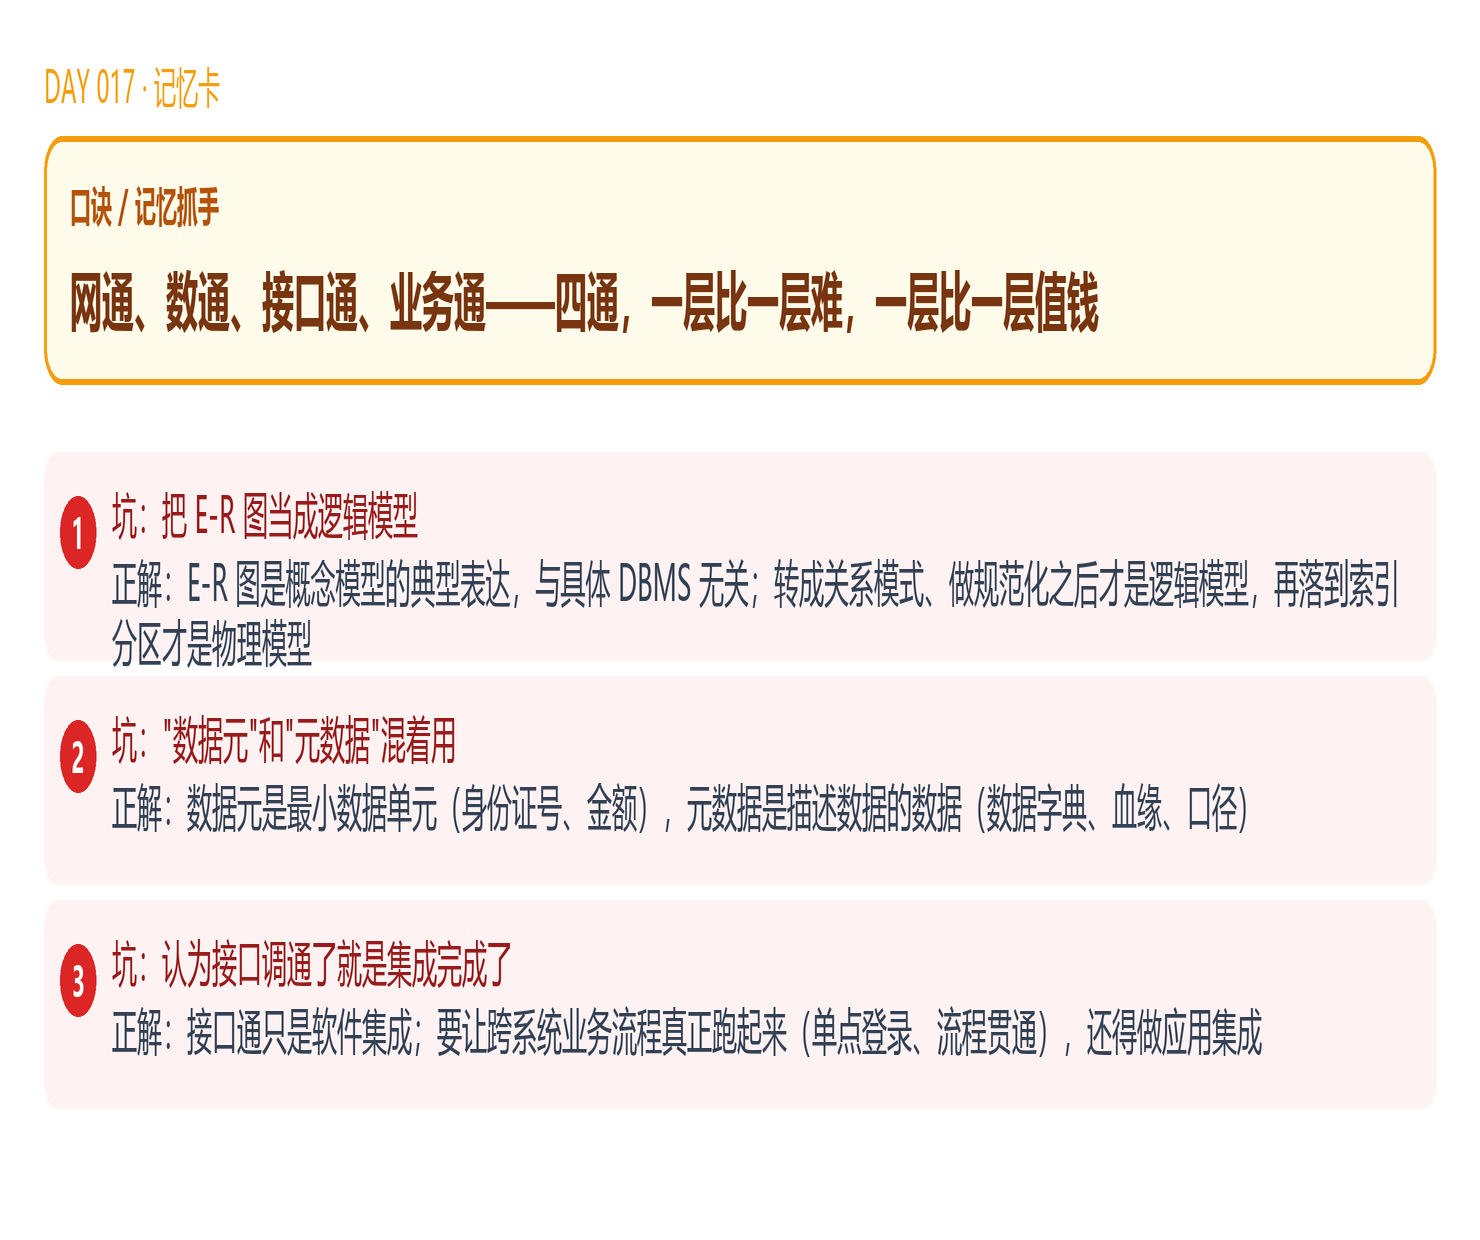 DAY 017 · 记忆卡
口诀 / 记忆抓手
网通、数通、接口通、业务通——四通，一层比一层难，一层比一层值钱
1
坑：把 E-R 图当成逻辑模型
正解：E-R 图是概念模型的典型表达，与具体 DBMS 无关；转成关系模式、做规范化之后才是逻辑模型，再落到索引
分区才是物理模型
2
坑："数据元"和"元数据"混着用
正解：数据元是最小数据单元（身份证号、金额），元数据是描述数据的数据（数据字典、血缘、口径）
3
坑：认为接口调通了就是集成完成了
正解：接口通只是软件集成；要让跨系统业务流程真正跑起来（单点登录、流程贯通），还得做应用集成